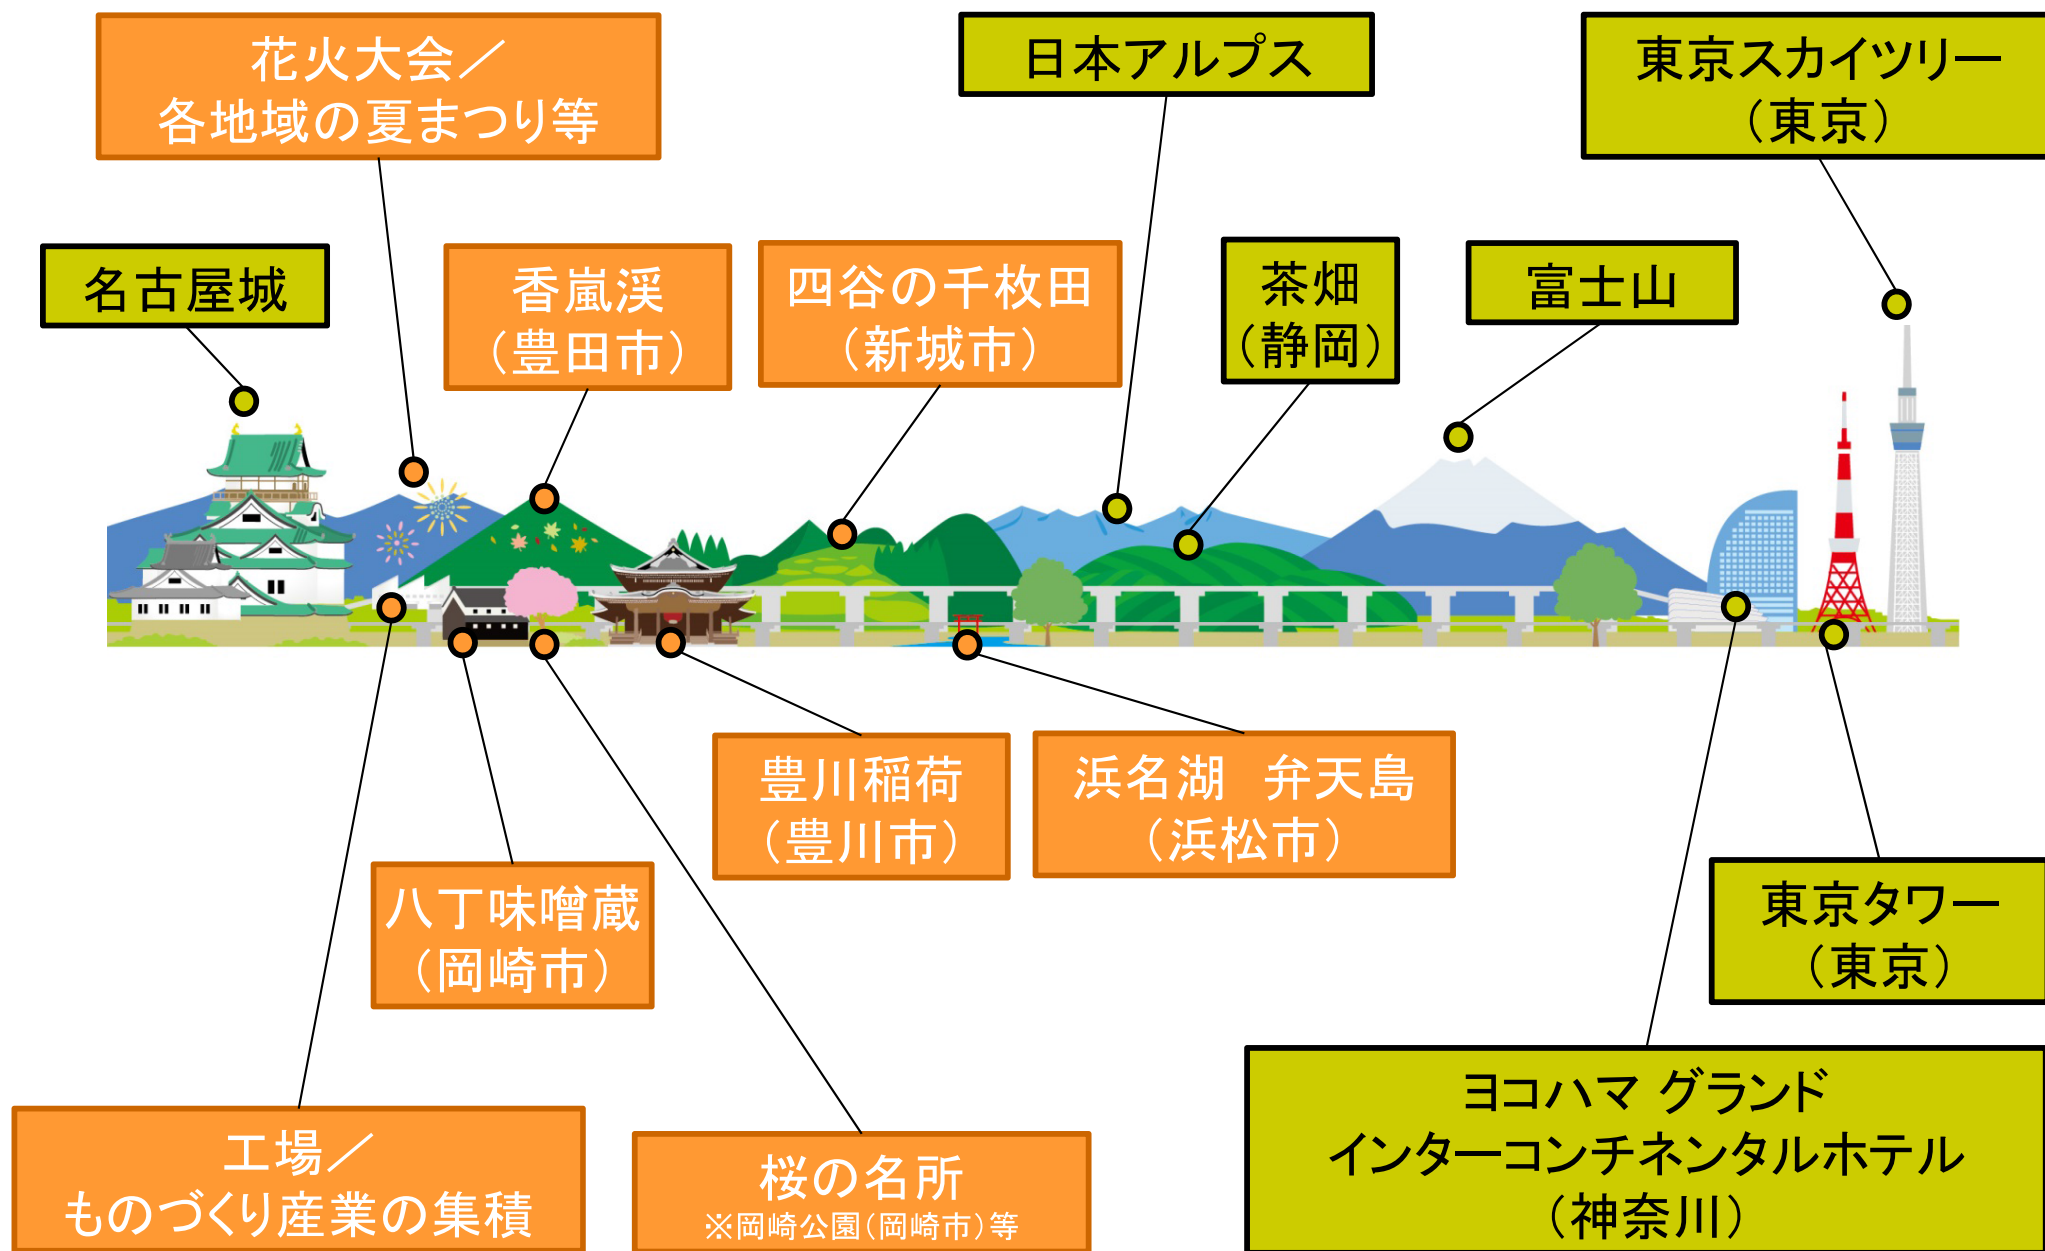 花火大会／
各地域の夏まつり等
日本アルプス
東京スカイツリー
（東京）
名古屋城
香嵐渓
（豊田市）
四谷の千枚田
（新城市）
茶畑
（静岡）
富士山
豊川稲荷
（豊川市）
浜名湖　弁天島
（浜松市）
八丁味噌蔵
（岡崎市）
東京タワー
（東京）
工場／
ものづくり産業の集積
桜の名所
※岡崎公園（岡崎市）等
ヨコハマ グランド
インターコンチネンタルホテル
（神奈川）